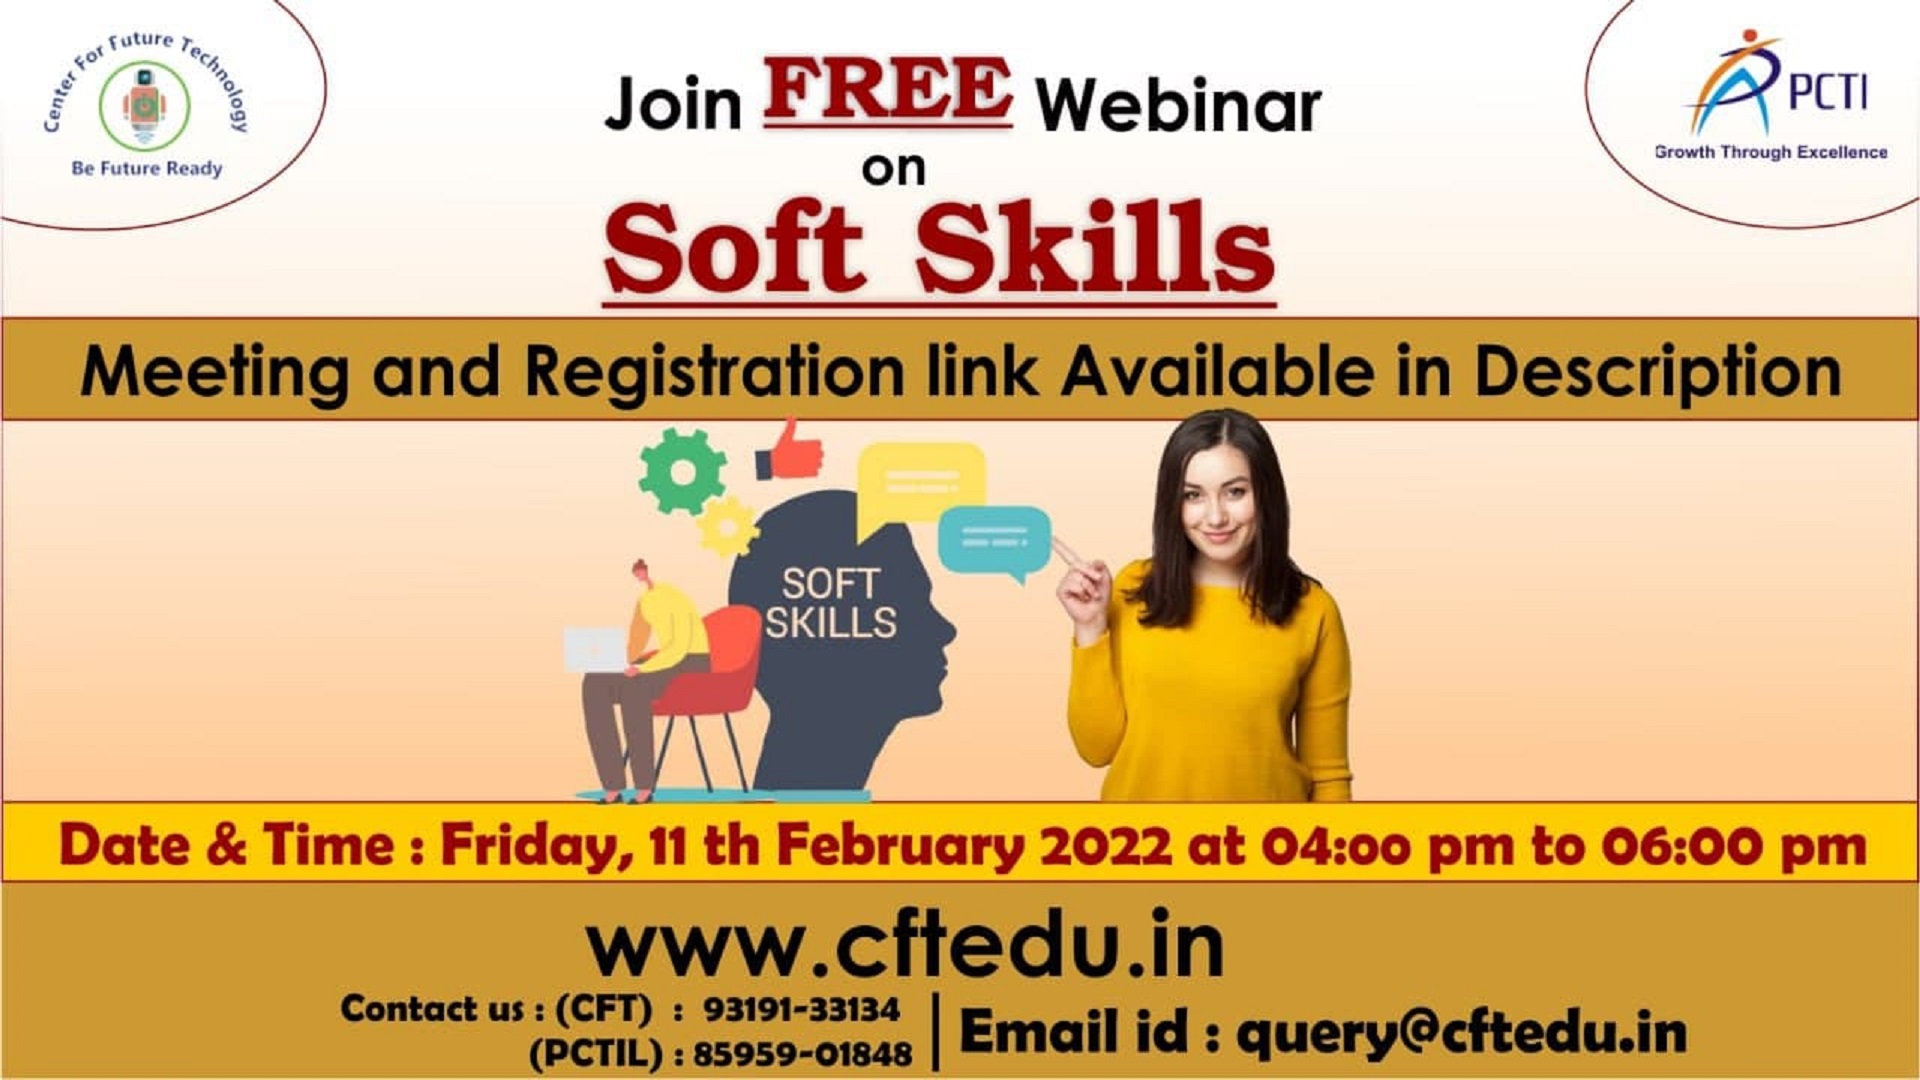 Center For Future Technology
Be Future Ready
PCTI
Growth Through Excellence
Join FREE Webinar
on
Soft Skills
Meeting and Registration link Available in Description
SOFT
SKILLS
Date & Time : Friday, 11 th February 2022 at 04:00 pm to 06:00 pm
www.cftedu.in
Contact us : (CFT) : 93191-33134
(PCTIL) : 85959-01848
Email id : query@cftedu.in